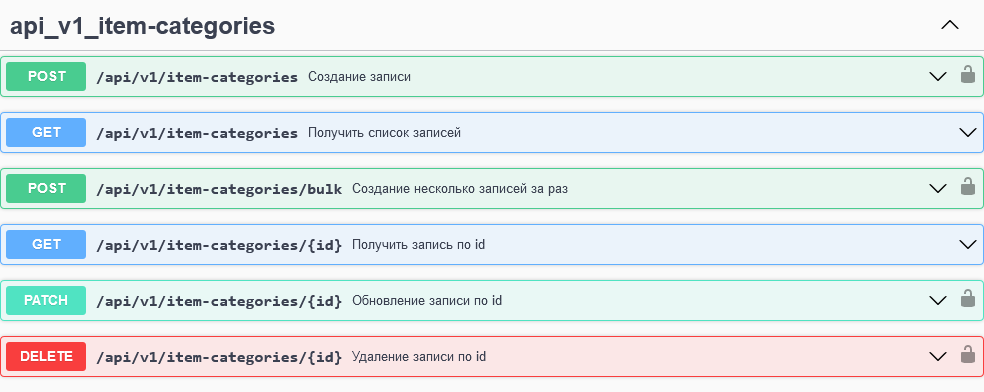 api_v1_item-categories
POST /api/v1/item-categories Создание записи
GET /api/v1/item-categories Получить список записей
POST /api/v1/item-categories/bulk Создание несколько записей за раз
GET /api/v1/item-categories/{id} Получить запись по id
PATCH /api/v1/item-categories/{id} Обновление записи по id
DELETE /api/v1/item-categories/{id} Удаление записи по id